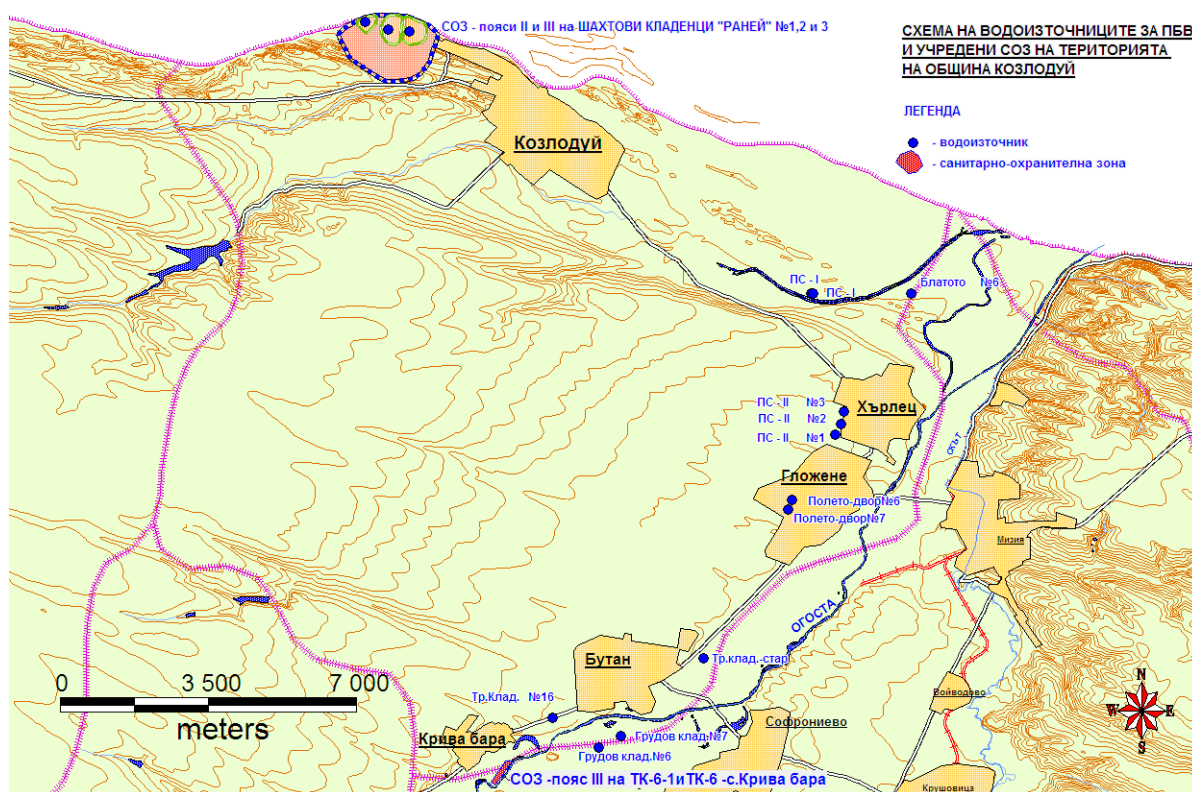 СОЗ - пояси II и III на ШАХТОВИ КЛАДЕНЦИ "РАНЕЙ" №1,2 и 3
СХЕМА НА ВОДОИЗТОЧНИЦИТЕ ЗА ПБВ
И УЧРЕДЕНИ СОЗ НА ТЕРИТОРИЯТА
НА ОБЩИНА КОЗЛОДУЙ
ЛЕГЕНДА
- водоизточник
- санитарно-охранителна зона
Козлодуй
ПС - I
ПС - I
Блатото №6
ПС - II №3
ПС - II №2
ПС - II №1
Хърлец
СКЪТ
Гложене
Полето-двор№6
Полето-двор№7
Мизия
ОГОСТА
Бутан
Тр.клад.-стар
0 3 500 7 000
meters
Тр.Клад. №16
Войводово
Софрониево
N
W E
S
Крива бара
Грудов клад.№7
Грудов клад.№6
СОЗ -пояс III на ТК-6-1иТК-6 -с.Крива бара
Крушовица